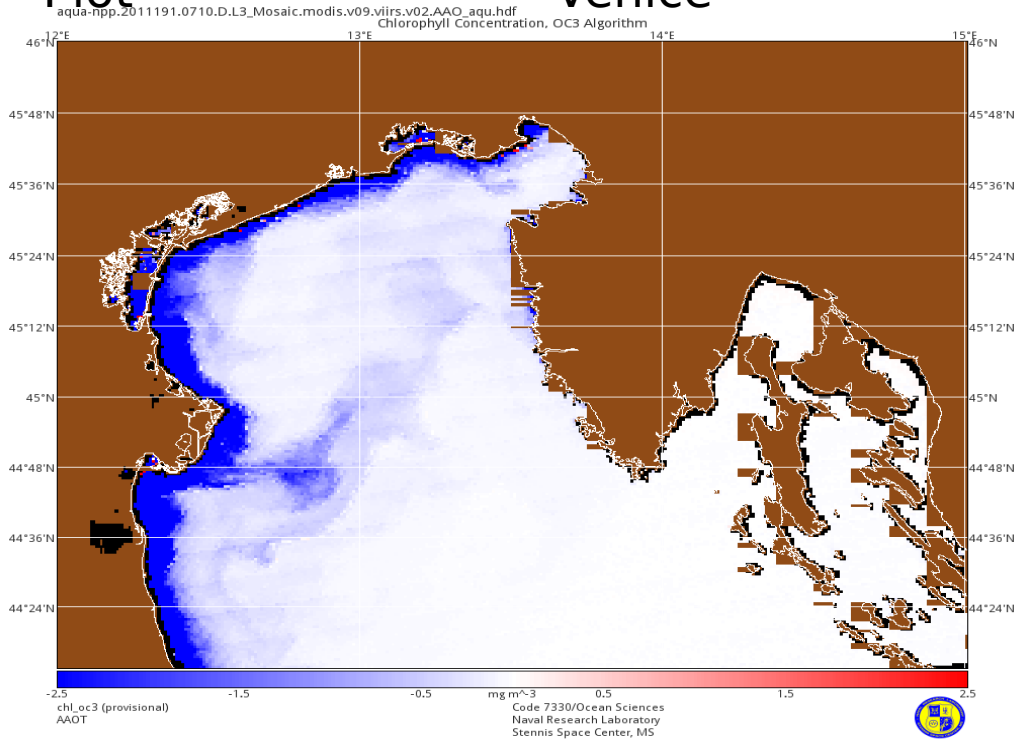 Plot Venice
aqua-npp.2011191.0710.D.L3_Mosaic.modis.v09.viirs.v02.AAO_aqu.hdf
Chlorophyll Concentration, OC3 Algorithm
12°E 13°E 14°E 15°E
46°N 46°N
45°48'N 45°48'N
45°36'N 45°36'N
45°24'N 45°24'N
45°12'N 45°12'N
45°N 45°N
44°48'N 44°48'N
44°36'N 44°36'N
44°24'N 44°24'N
-2.5 -1.5 -0.5 mg m^-3 0.5 1.5 2.5
chl_oc3 (provisional)
AAOT
Code 7330/Ocean Sciences
Naval Research Laboratory
Stennis Space Center, MS